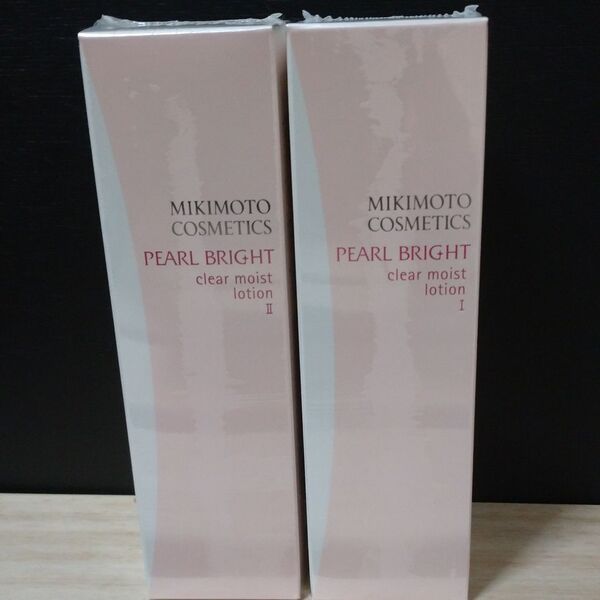 MIKIMOTO
COSMETICS
PEARL BRIGHT
clear moist
lotion
II
MIKIMOTO
COSMETICS
PEARL BRIGHT
clear moist
lotion
I